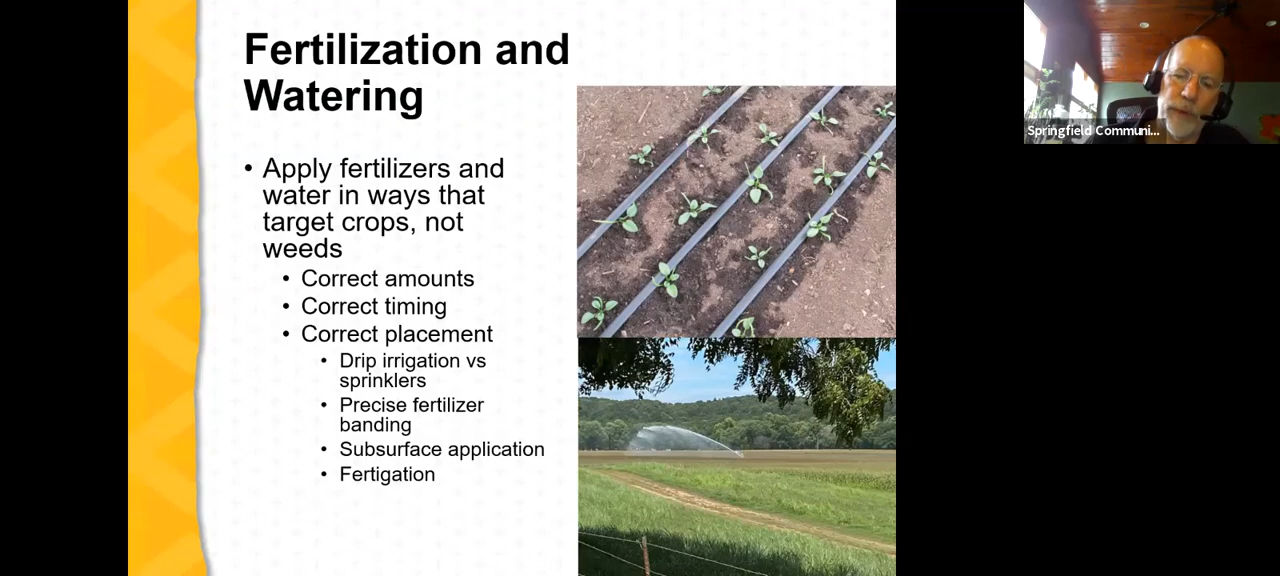 Fertilization and
Watering
• Apply fertilizers and
water in ways that
target crops, not
weeds
• Correct amounts
• Correct timing
• Correct placement
• Drip irrigation vs
sprinklers
• Precise fertilizer
banding
• Subsurface application
• Fertigation
Springfield Communi...